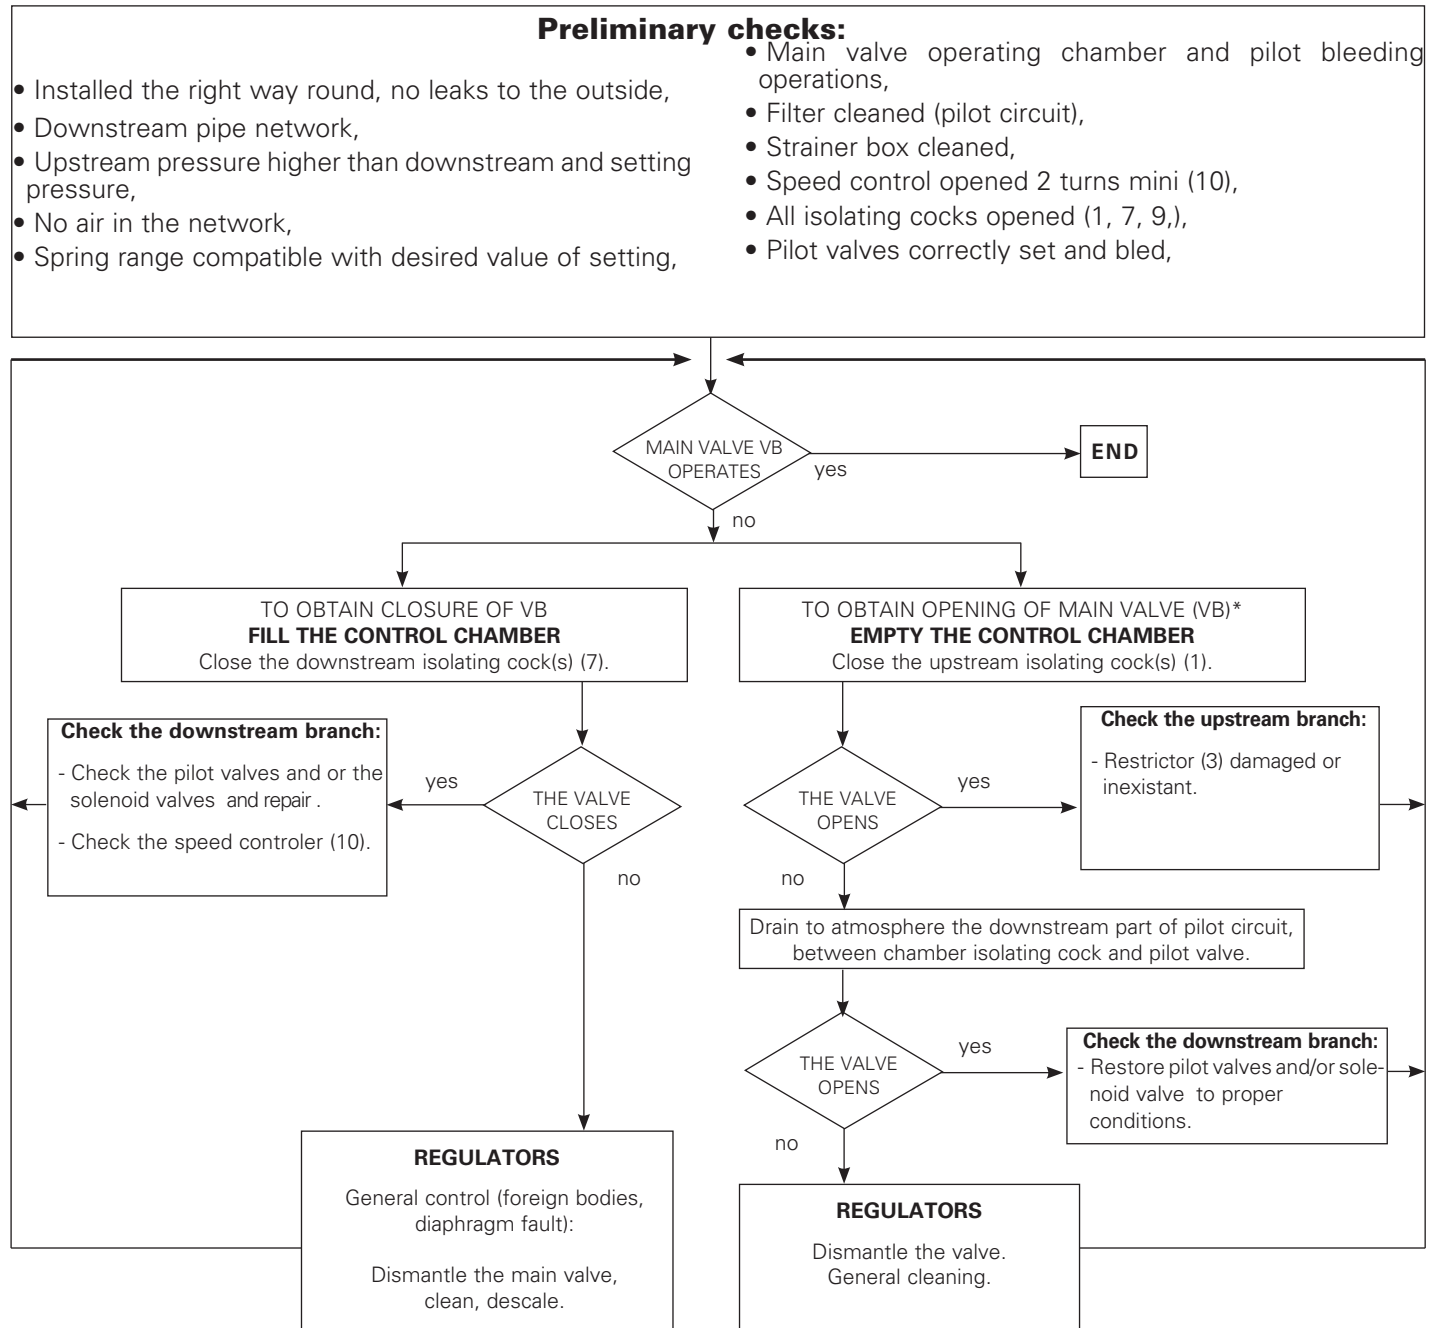 Preliminary checks:
• Installed the right way round, no leaks to the outside,
• Downstream pipe network,
• Upstream pressure higher than downstream and setting
pressure,
• No air in the network,
• Spring range compatible with desired value of setting,
• Main valve operating chamber and pilot bleeding
operations,
• Filter cleaned (pilot circuit),
• Strainer box cleaned,
• Speed control opened 2 turns mini (10),
• All isolating cocks opened (1, 7, 9,),
• Pilot valves correctly set and bled,
MAIN VALVE VB
OPERATES
yes
END
no
TO OBTAIN CLOSURE OF VB
FILL THE CONTROL CHAMBER
Close the downstream isolating cock(s) (7).
TO OBTAIN OPENING OF MAIN VALVE (VB)*
EMPTY THE CONTROL CHAMBER
Close the upstream isolating cock(s) (1).
Check the downstream branch:
- Check the pilot valves and or the
solenoid valves and repair .
- Check the speed controler (10).
yes
THE VALVE
CLOSES
no
THE VALVE
OPENS
yes
Check the upstream branch:
- Restrictor (3) damaged or
inexistant.
no
Drain to atmosphere the downstream part of pilot circuit,
between chamber isolating cock and pilot valve.
THE VALVE
OPENS
yes
Check the downstream branch:
- Restore pilot valves and/or sole-
noid valve to proper
conditions.
no
REGULATORS
General control (foreign bodies,
diaphragm fault):
Dismantle the main valve,
clean, descale.
REGULATORS
Dismantle the valve.
General cleaning.